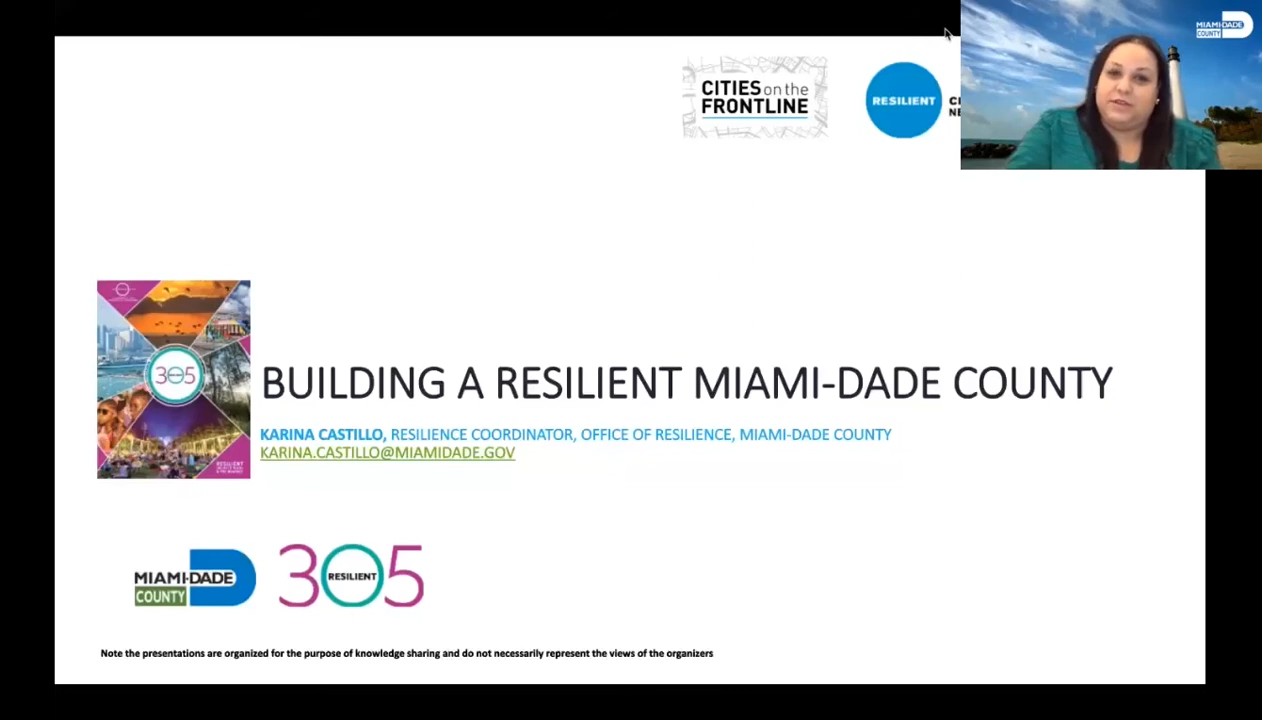 MIAMI-DADE
COUNTY
CITIES on the
FRONTLINE
RESILIENT
305
BUILDING A RESILIENT MIAMI-DADE COUNTY
KARINA CASTILLO, RESILIENCE COORDINATOR, OFFICE OF RESILIENCE, MIAMI-DADE COUNTY
KARINA.CASTILLO@MIAMIDADE.GOV
RESILIENT
MIAMI-DADE
COUNTY
305
RESILIENT
Note the presentations are organized for the purpose of knowledge sharing and do not necessarily represent the views of the organizers